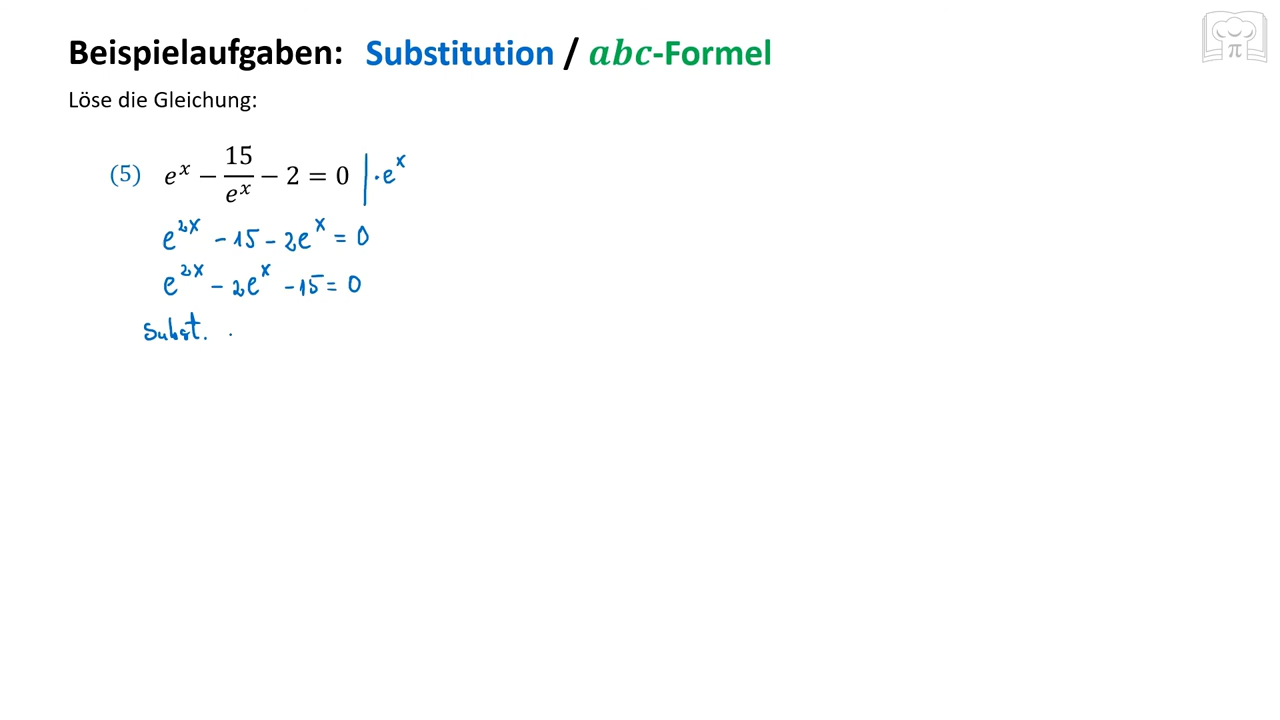 Beispielaufgaben: Substitution / abc-Formel
Löse die Gleichung:
(5) e^x − 15/e^x − 2 = 0 | · e^x
e^{2x} − 15 − 2e^x = 0
e^{2x} − 2e^x − 15 = 0
Subst.
π